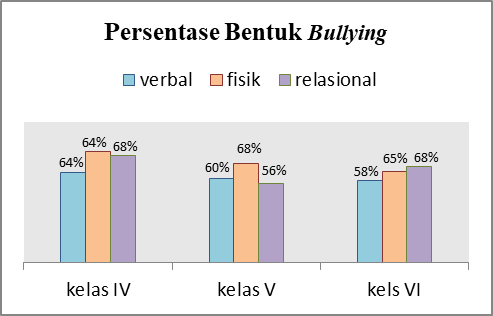 Persentase Bentuk Bullying
verbal fisik relasional
64% 64% 68%
60% 68% 56%
58% 65% 68%
kelas IV kelas V kels VI